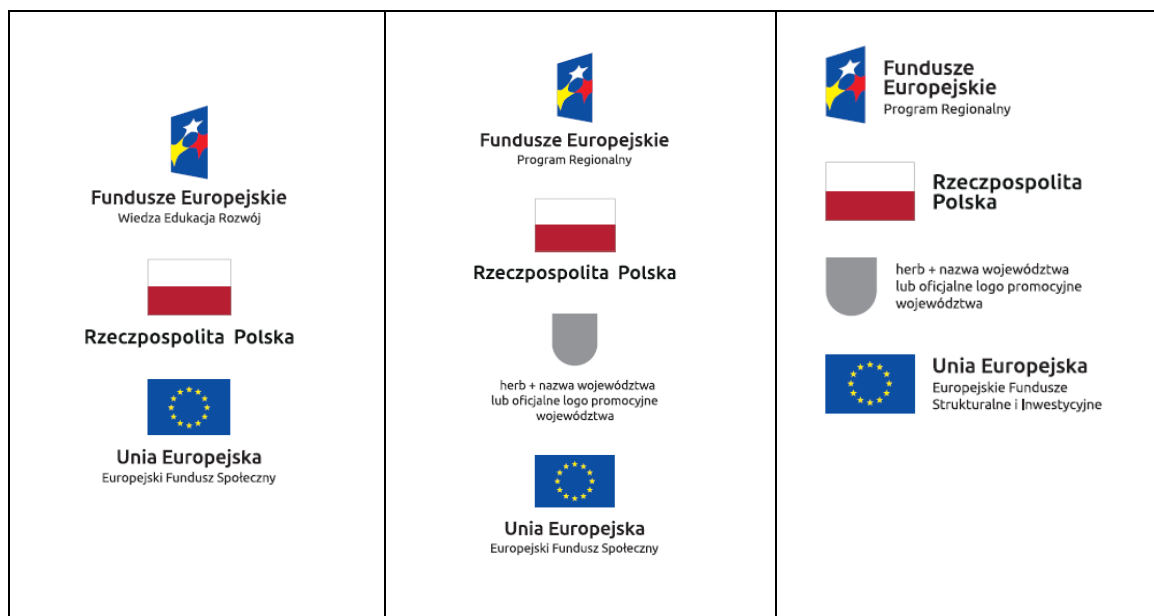 Fundusze Europejskie
Wiedza Edukacja Rozwój
Rzeczpospolita Polska
Unia Europejska
Europejski Fundusz Społeczny
Fundusze Europejskie
Program Regionalny
Rzeczpospolita Polska
herb + nazwa województwa
lub oficjalne logo promocyjne
województwa
Unia Europejska
Europejski Fundusz Społeczny
Fundusze
Europejskie
Program Regionalny
Rzeczpospolita
Polska
herb + nazwa województwa
lub oficjalne logo promocyjne
województwa
Unia Europejska
Europejskie Fundusze
Strukturalne i Inwestycyjne